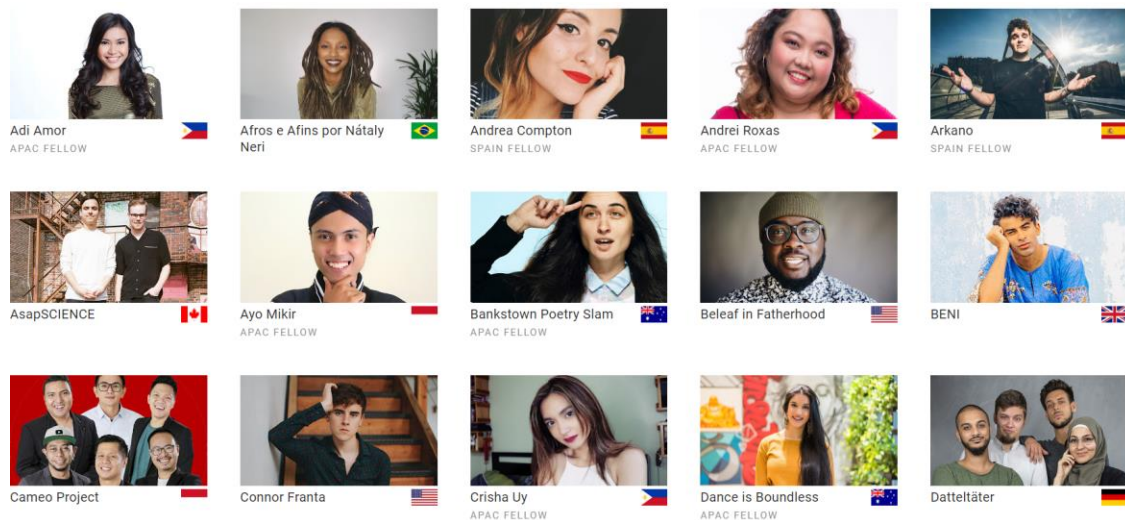 Adi Amor
APAC FELLOW
Afros e Afins por Nátaly
Neri
Andrea Compton
SPAIN FELLOW
Andrei Roxas
APAC FELLOW
Arkano
SPAIN FELLOW
AsapSCIENCE
Ayo Mikir
APAC FELLOW
Bankstown Poetry Slam
APAC FELLOW
Beleaf in Fatherhood
BENI
Cameo Project
Connor Franta
Crisha Uy
APAC FELLOW
Dance is Boundless
APAC FELLOW
Datteltäter